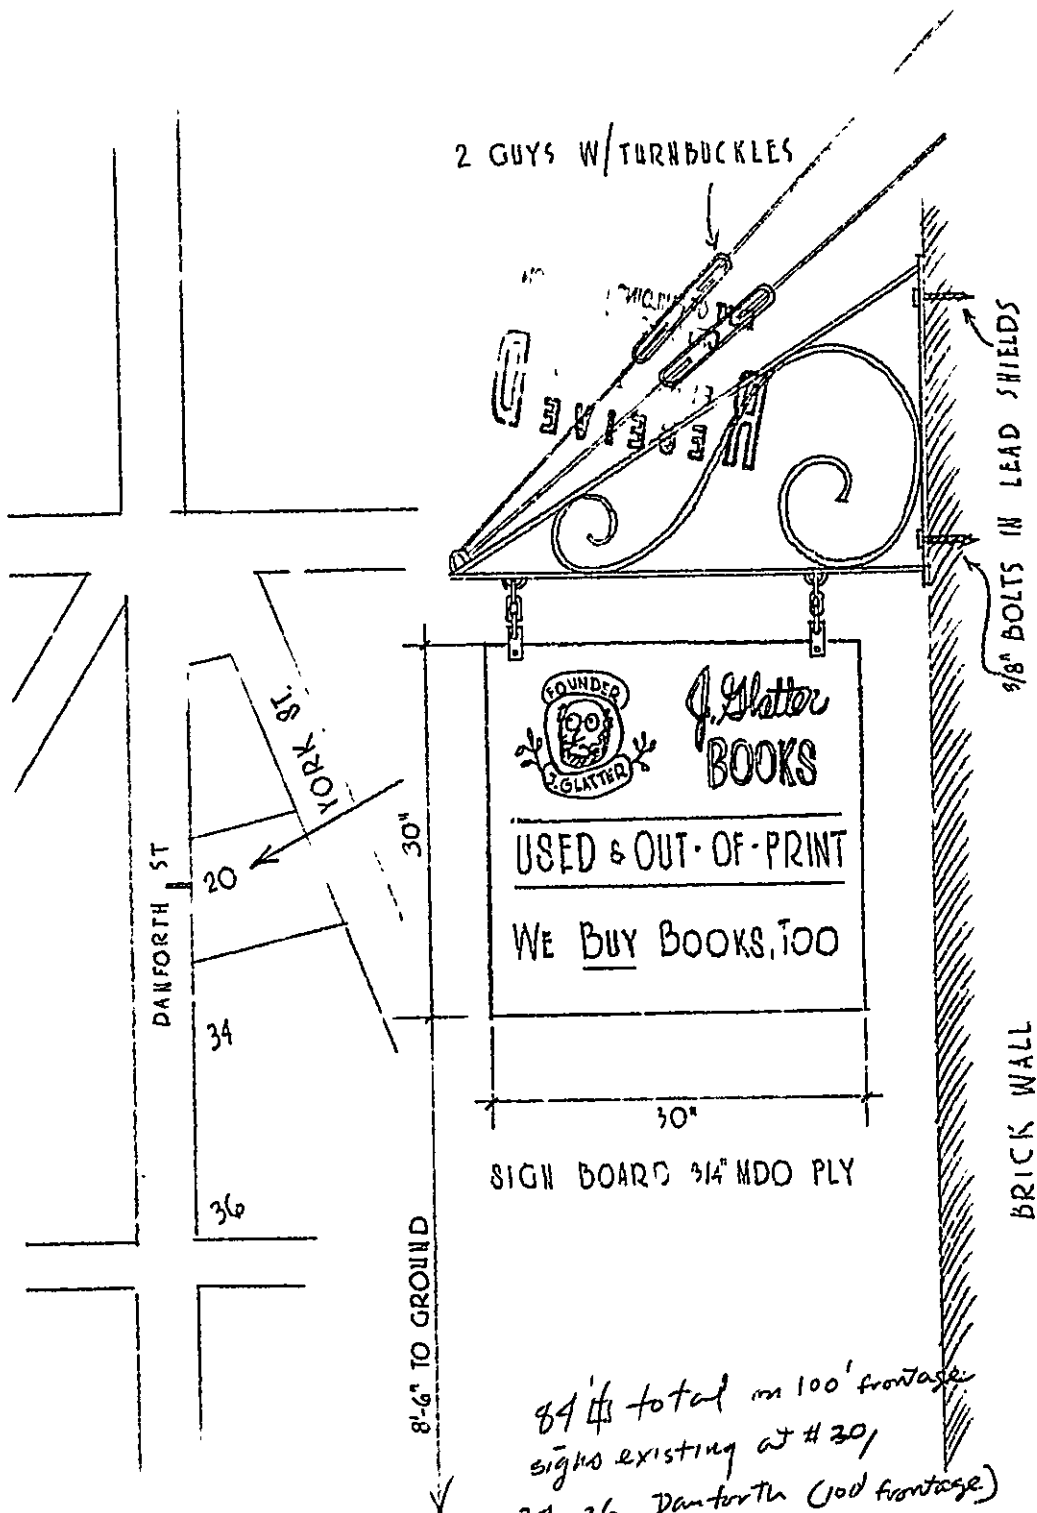 2 GUYS W/TURNBUCKLES
3/8" BOLTS IN LEAD SHIELDS
FOUNDER
J. GLATTER
J. Glatter
BOOKS
USED & OUT-OF-PRINT
WE BUY BOOKS, TOO
30"
30"
SIGN BOARD 3/4" MDO PLY
8'-6" TO GROUND
BRICK WALL
YORK ST.
DANFORTH ST
20
34
36
total on 100' frontage
signs existing at #30,
36 Danforth (100' frontage)